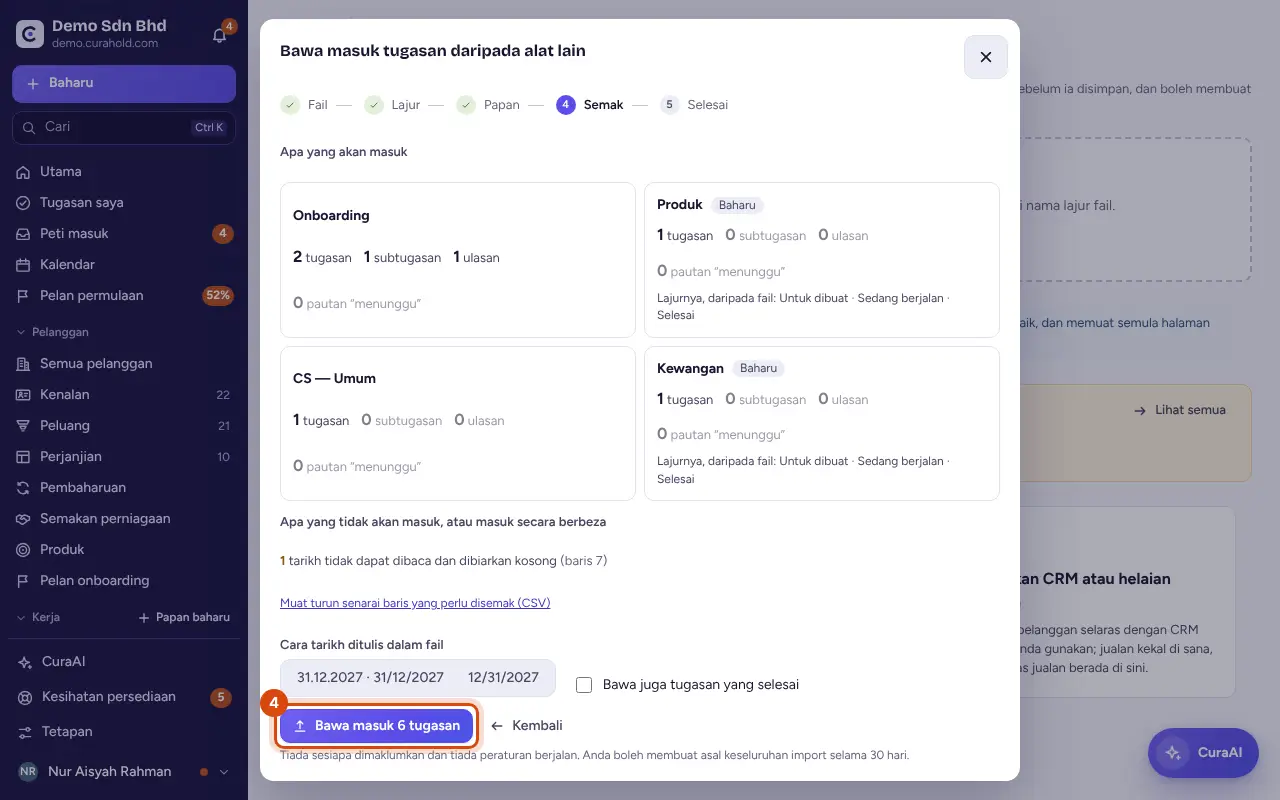 Demo Sdn Bhd
demo.curahold.com
4
Baharu
Cari
Ctrl K
Utama
Tugasan saya
Peti masuk
4
Kalendar
Pelan permulaan
52%
Pelanggan
Semua pelanggan
Kenalan
22
Peluang
21
Perjanjian
10
Pembaharuan
Semakan perniagaan
Produk
Pelan onboarding
Kerja
Papan baharu
CuraAI
Kesihatan persediaan
5
Tetapan
NR
Nur Aisyah Rahman
Bawa masuk tugasan daripada alat lain
Fail
Lajur
Papan
4 Semak
5 Selesai
Apa yang akan masuk
Onboarding
2 tugasan 1 subtugasan 1 ulasan
0 pautan “menunggu”
Produk Baharu
1 tugasan 0 subtugasan 0 ulasan
0 pautan “menunggu”
Lajurnya, daripada fail: Untuk dibuat · Sedang berjalan ·
Selesai
CS — Umum
1 tugasan 0 subtugasan 0 ulasan
0 pautan “menunggu”
Kewangan Baharu
1 tugasan 0 subtugasan 0 ulasan
0 pautan “menunggu”
Lajurnya, daripada fail: Untuk dibuat · Sedang berjalan ·
Selesai
Apa yang tidak akan masuk, atau masuk secara berbeza
1 tarikh tidak dapat dibaca dan dibiarkan kosong (baris 7)
Muat turun senarai baris yang perlu disemak (CSV)
Cara tarikh ditulis dalam fail
31.12.2027 · 31/12/2027
12/31/2027
Bawa juga tugasan yang selesai
4
Bawa masuk 6 tugasan
Kembali
Tiada sesiapa dimaklumkan dan tiada peraturan berjalan. Anda boleh membuat asal keseluruhan import selama 30 hari.
ebelum ia disimpan, dan boleh membuat
i nama lajur fail.
aik, dan memuat semula halaman
Lihat semua
kan CRM atau helaian
pelanggan selaras dengan CRM
nda gunakan; jualan kekal di sana,
as jualan berada di sini.
CuraAI